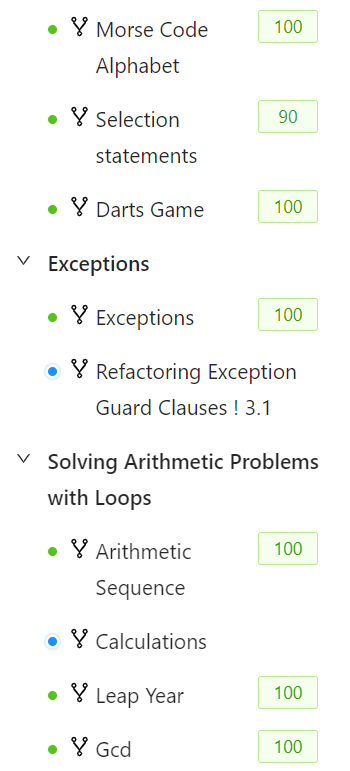 Morse Code 100
Alphabet
Selection 90
statements
Darts Game 100
Exceptions
Exceptions 100
Refactoring Exception
Guard Clauses ! 3.1
Solving Arithmetic Problems
with Loops
Arithmetic 100
Sequence
Calculations
Leap Year 100
Gcd 100